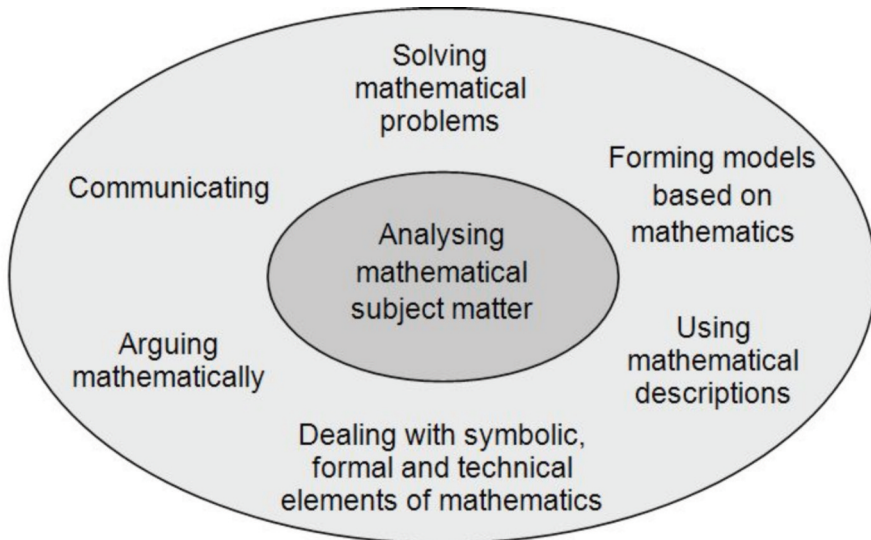 Solving
mathematical
problems
Communicating
Forming models
based on
mathematics
Analysing
mathematical
subject matter
Arguing
mathematically
Using
mathematical
descriptions
Dealing with symbolic,
formal and technical
elements of mathematics